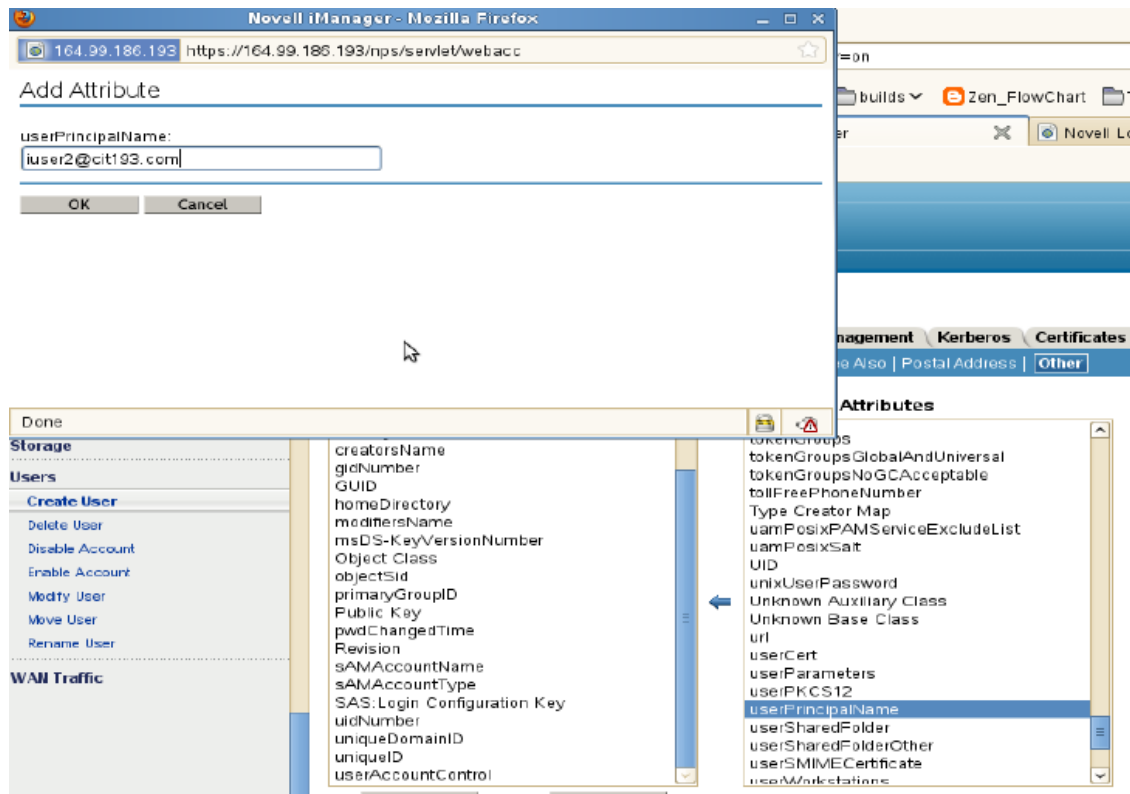 Novell iManager - Mozilla Firefox
164.99.186.193 https://164.99.186.193/nps/servlet/webacc
Add Attribute
userPrincipalName:
iuser2@cit193.com
OK Cancel
Done
=on
builds Zen_FlowChart
er Novell Lo
nagement Kerberos Certificates
e Also | Postal Address | Other
Attributes
Storage
Users
Create User
Delete User
Disable Account
Enable Account
Modify User
Move User
Rename User
WAN Traffic
creatorsName
gidNumber
GUID
homeDirectory
modifiersName
msDS-KeyVersionNumber
Object Class
objectSid
primaryGroupID
Public Key
pwdChangedTime
Revision
sAMAccountName
sAMAccountType
SAS:Login Configuration Key
uidNumber
uniqueDomainID
uniqueID
userAccountControl
tokenGroups
tokenGroupsGlobalAndUniversal
tokenGroupsNoGCAcceptable
tollFreePhoneNumber
Type Creator Map
uamPosixPAMServiceExcludeList
uamPosixSalt
UID
unixUserPassword
Unknown Auxiliary Class
Unknown Base Class
url
userCert
userParameters
userPKCS12
userPrincipalName
userSharedFolder
userSharedFolderOther
userSMIMECertificate
userWorkstations